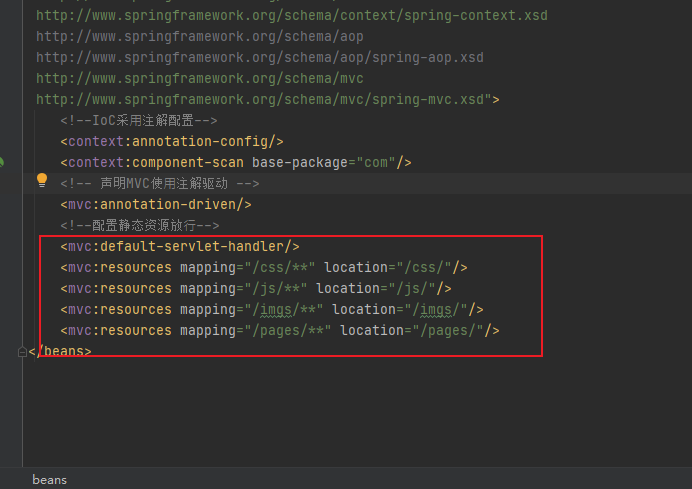 http://www.springframework.org/schema/context/spring-context.xsd
http://www.springframework.org/schema/aop
http://www.springframework.org/schema/aop/spring-aop.xsd
http://www.springframework.org/schema/mvc
http://www.springframework.org/schema/mvc/spring-mvc.xsd">
<!--IoC采用注解配置-->
<context:annotation-config/>
<context:component-scan base-package="com"/>
<!-- 声明MVC使用注解驱动 -->
<mvc:annotation-driven/>
<!--配置静态资源放行-->
<mvc:default-servlet-handler/>
<mvc:resources mapping="/css/**" location="/css/"/>
<mvc:resources mapping="/js/**" location="/js/"/>
<mvc:resources mapping="/imgs/**" location="/imgs/"/>
<mvc:resources mapping="/pages/**" location="/pages/"/>
</beans>
beans